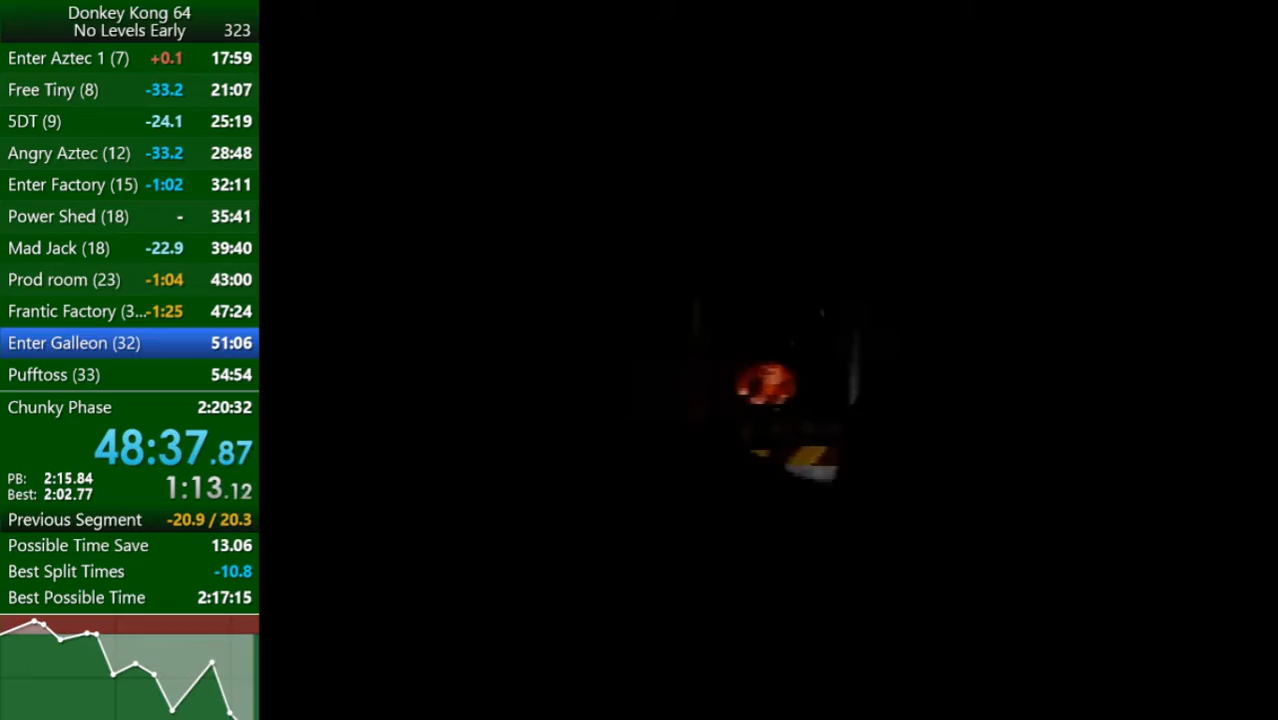 Donkey Kong 64
No Levels Early 323
Enter Aztec 1 (7) +0.1 17:59
Free Tiny (8) -33.2 21:07
5DT (9) -24.1 25:19
Angry Aztec (12) -33.2 28:48
Enter Factory (15) -1:02 32:11
Power Shed (18) - 35:41
Mad Jack (18) -22.9 39:40
Prod room (23) -1:04 43:00
Frantic Factory (3... -1:25 47:24
Enter Galleon (32) 51:06
Pufftoss (33) 54:54
Chunky Phase 2:20:32
48:37.87
PB: 2:15.84
Best: 2:02.77 1:13.12
Previous Segment -20.9 / 20.3
Possible Time Save 13.06
Best Split Times -10.8
Best Possible Time 2:17:15